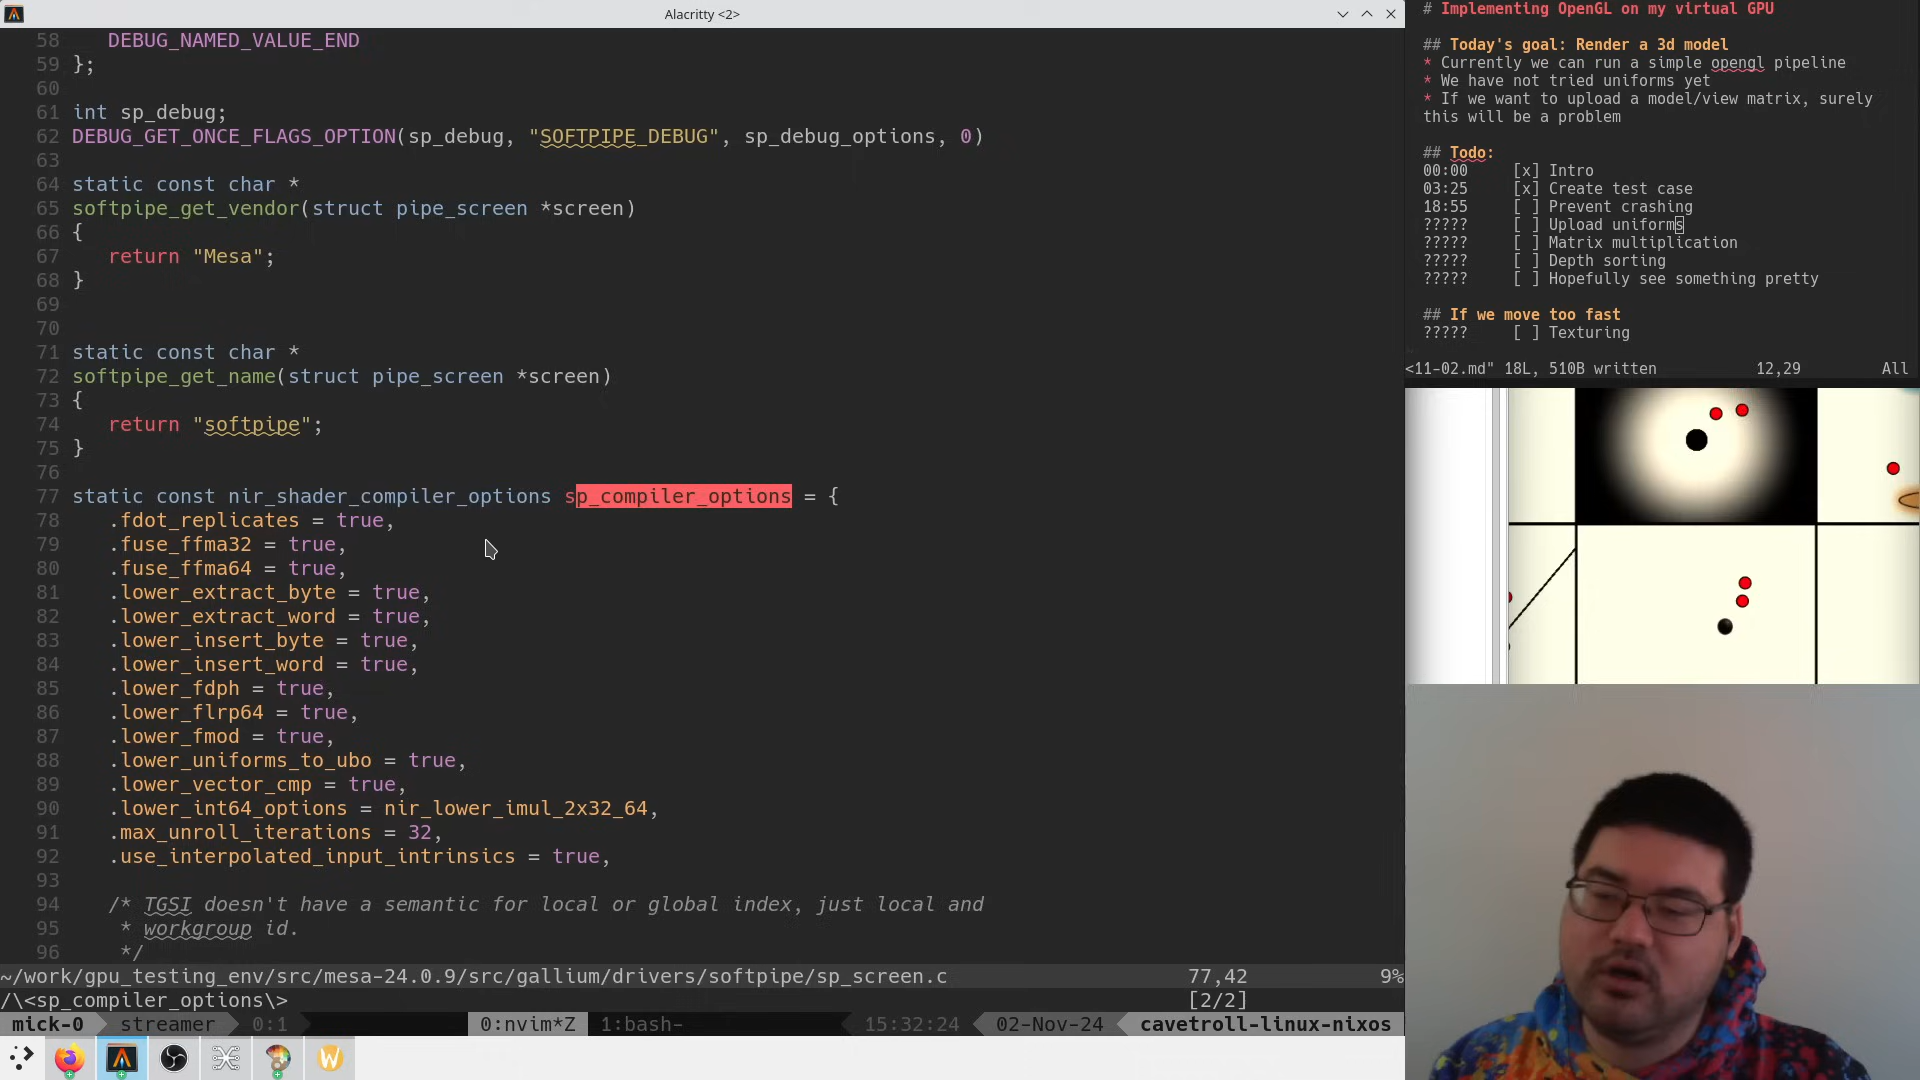 Alacritty <2>
58 DEBUG_NAMED_VALUE_END
59 };
60
61 int sp_debug;
62 DEBUG_GET_ONCE_FLAGS_OPTION(sp_debug, "SOFTPIPE_DEBUG", sp_debug_options, 0)
63
64 static const char *
65 softpipe_get_vendor(struct pipe_screen *screen)
66 {
67 return "Mesa";
68 }
69
70
71 static const char *
72 softpipe_get_name(struct pipe_screen *screen)
73 {
74 return "softpipe";
75 }
76
77 static const nir_shader_compiler_options sp_compiler_options = {
78 .fdot_replicates = true,
79 .fuse_ffma32 = true,
80 .fuse_ffma64 = true,
81 .lower_extract_byte = true,
82 .lower_extract_word = true,
83 .lower_insert_byte = true,
84 .lower_insert_word = true,
85 .lower_fdph = true,
86 .lower_flrp64 = true,
87 .lower_fmod = true,
88 .lower_uniforms_to_ubo = true,
89 .lower_vector_cmp = true,
90 .lower_int64_options = nir_lower_imul_2x32_64,
91 .max_unroll_iterations = 32,
92 .use_interpolated_input_intrinsics = true,
93
94 /* TGSI doesn't have a semantic for local or global index, just local and
95 * workgroup id.
96 */
~/work/gpu_testing_env/src/mesa-24.0.9/src/gallium/drivers/softpipe/sp_screen.c 77,42 9%
/\<sp_compiler_options\> [2/2]
mick-0 streamer 0:1 0:nvim*Z 1:bash- 15:32:24 02-Nov-24 cavetroll-linux-nixos
# Implementing OpenGL on my virtual GPU
## Today's goal: Render a 3d model
* Currently we can run a simple opengl pipeline
* We have not tried uniforms yet
* If we want to upload a model/view matrix, surely
this will be a problem
## Todo:
00:00 [x] Intro
03:25 [x] Create test case
18:55 [ ] Prevent crashing
????? [ ] Upload uniforms
????? [ ] Matrix multiplication
????? [ ] Depth sorting
????? [ ] Hopefully see something pretty
## If we move too fast
????? [ ] Texturing
<11-02.md" 18L, 510B written 12,29 All